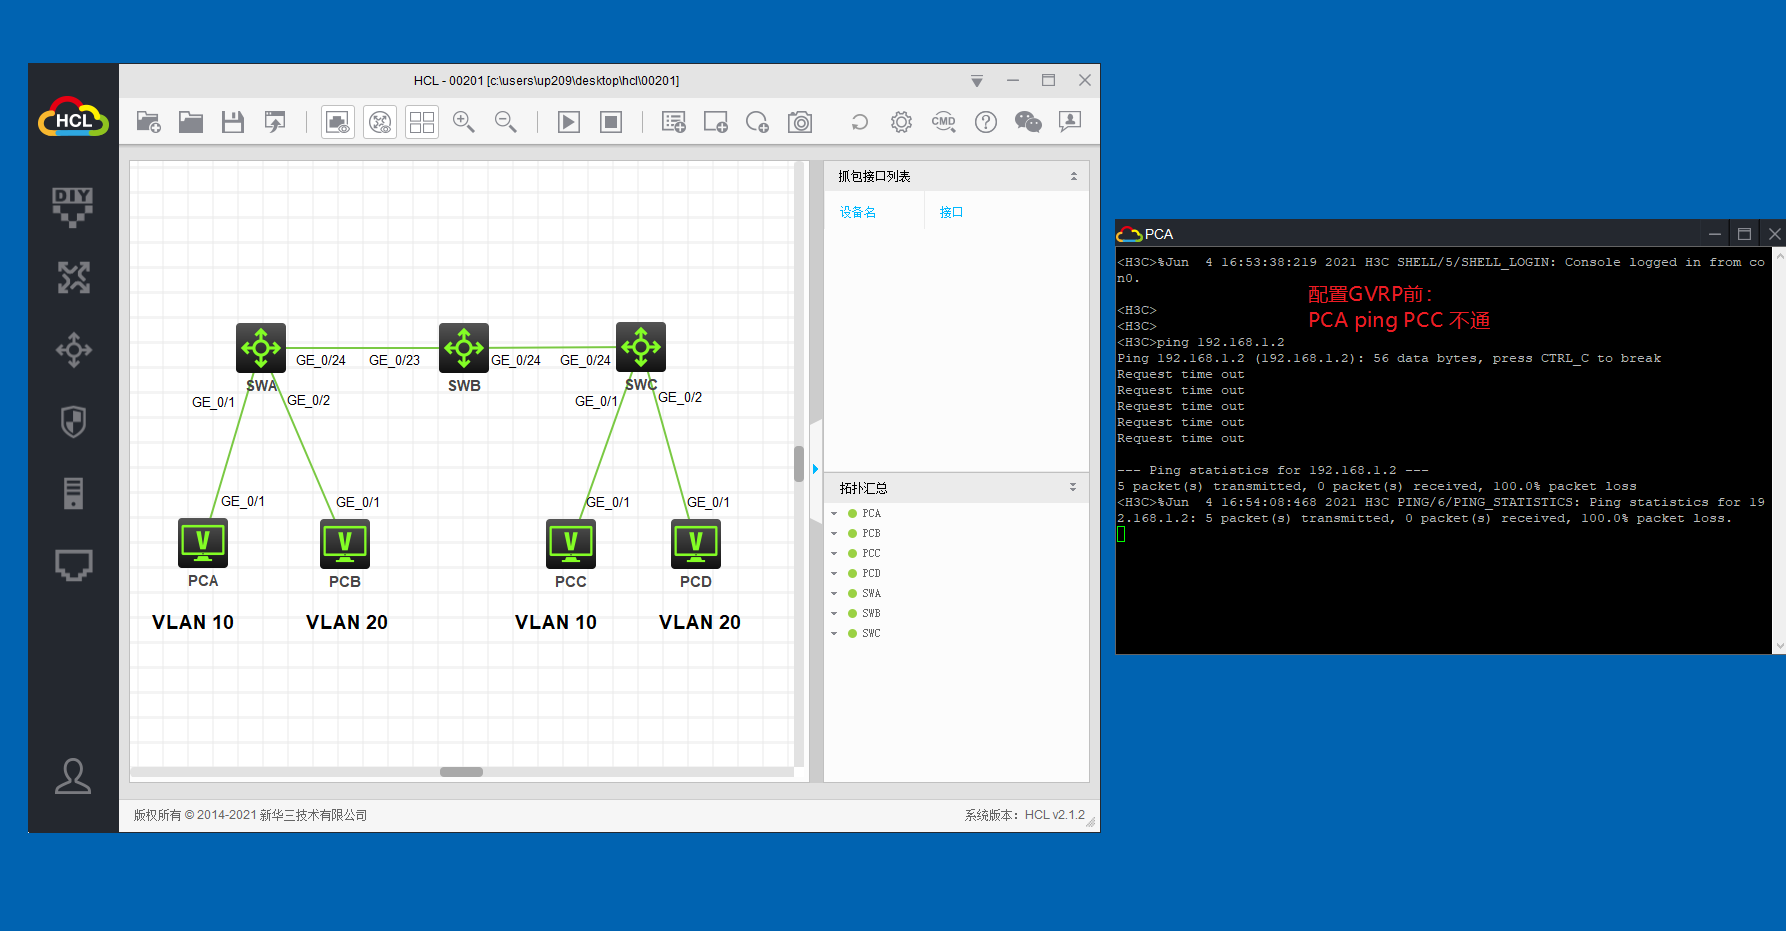 HCL - 00201 [c:\users\up209\desktop\hcl\00201]
HCL
CMD
DIY
抓包接口列表
设备名
接口
GE_0/24
GE_0/23
GE_0/24
GE_0/24
SWA
SWB
SWC
GE_0/1
GE_0/2
GE_0/1
GE_0/2
GE_0/1
GE_0/1
GE_0/1
GE_0/1
V
V
V
V
PCA
PCB
PCC
PCD
VLAN 10
VLAN 20
VLAN 10
VLAN 20
拓扑汇总
PCA
PCB
PCC
PCD
SWA
SWB
SWC
版权所有 © 2014-2021 新华三技术有限公司
系统版本：HCL v2.1.2
PCA
<H3C>%Jun  4 16:53:38:219 2021 H3C SHELL/5/SHELL_LOGIN: Console logged in from co
n0.
配置GVRP前：
PCA ping PCC 不通
<H3C>
<H3C>
<H3C>ping 192.168.1.2
Ping 192.168.1.2 (192.168.1.2): 56 data bytes, press CTRL_C to break
Request time out
Request time out
Request time out
Request time out
Request time out
--- Ping statistics for 192.168.1.2 ---
5 packet(s) transmitted, 0 packet(s) received, 100.0% packet loss
<H3C>%Jun  4 16:54:08:468 2021 H3C PING/6/PING_STATISTICS: Ping statistics for 19
2.168.1.2: 5 packet(s) transmitted, 0 packet(s) received, 100.0% packet loss.